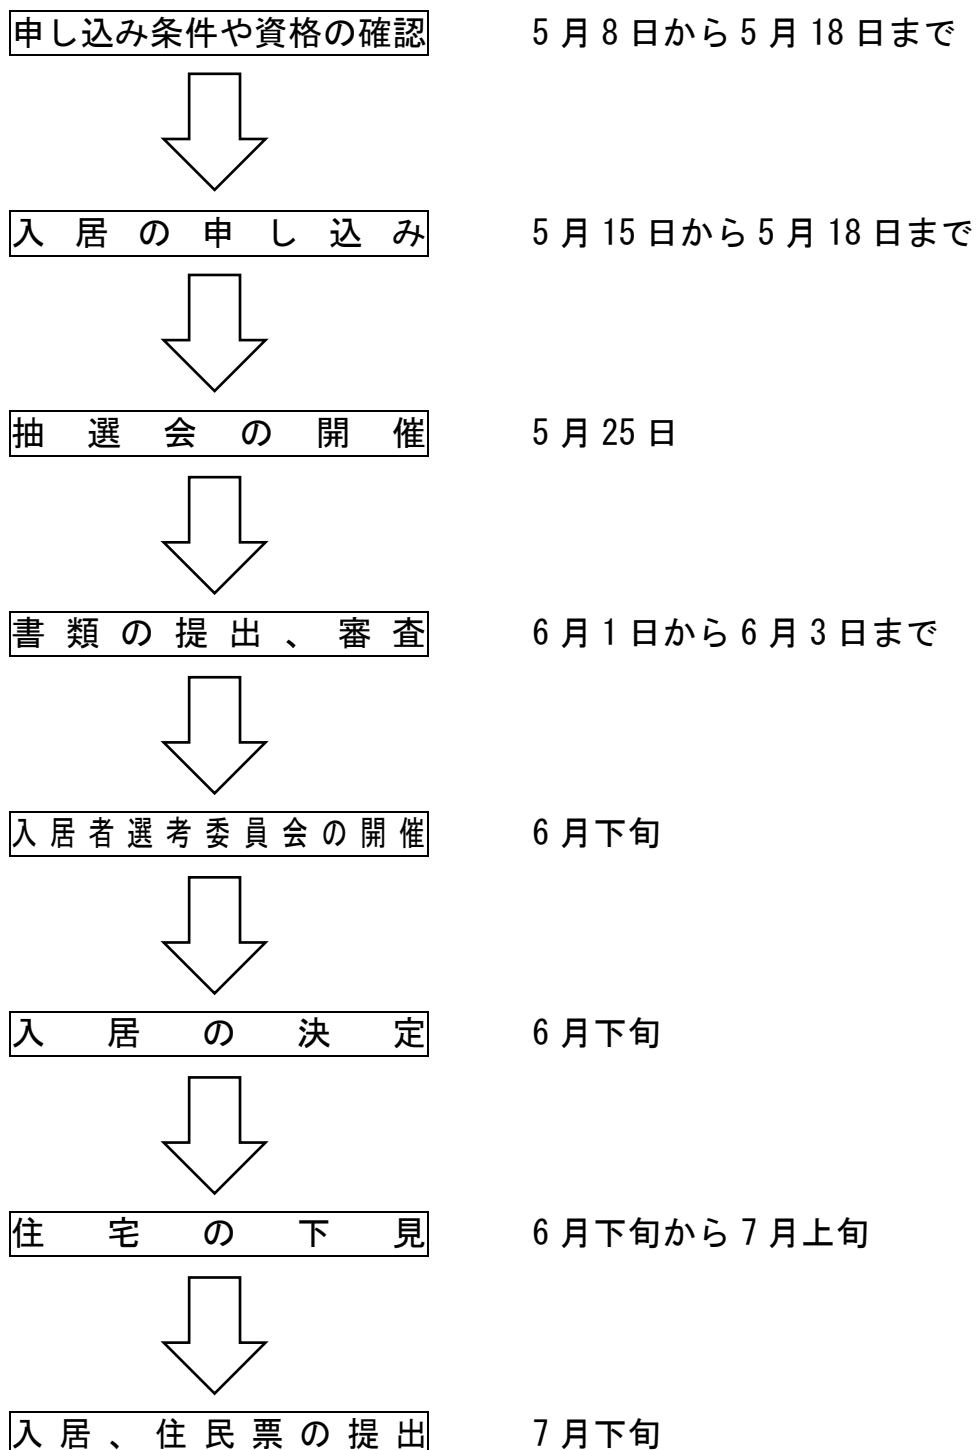 申し込み条件や資格の確認 5月8日から5月18日まで
入居の申し込み 5月15日から5月18日まで
抽選会の開催 5月25日
書類の提出、審査 6月1日から6月3日まで
入居者選考委員会の開催 6月下旬
入居の決定 6月下旬
住宅の下見 6月下旬から7月上旬
入居、住民票の提出 7月下旬